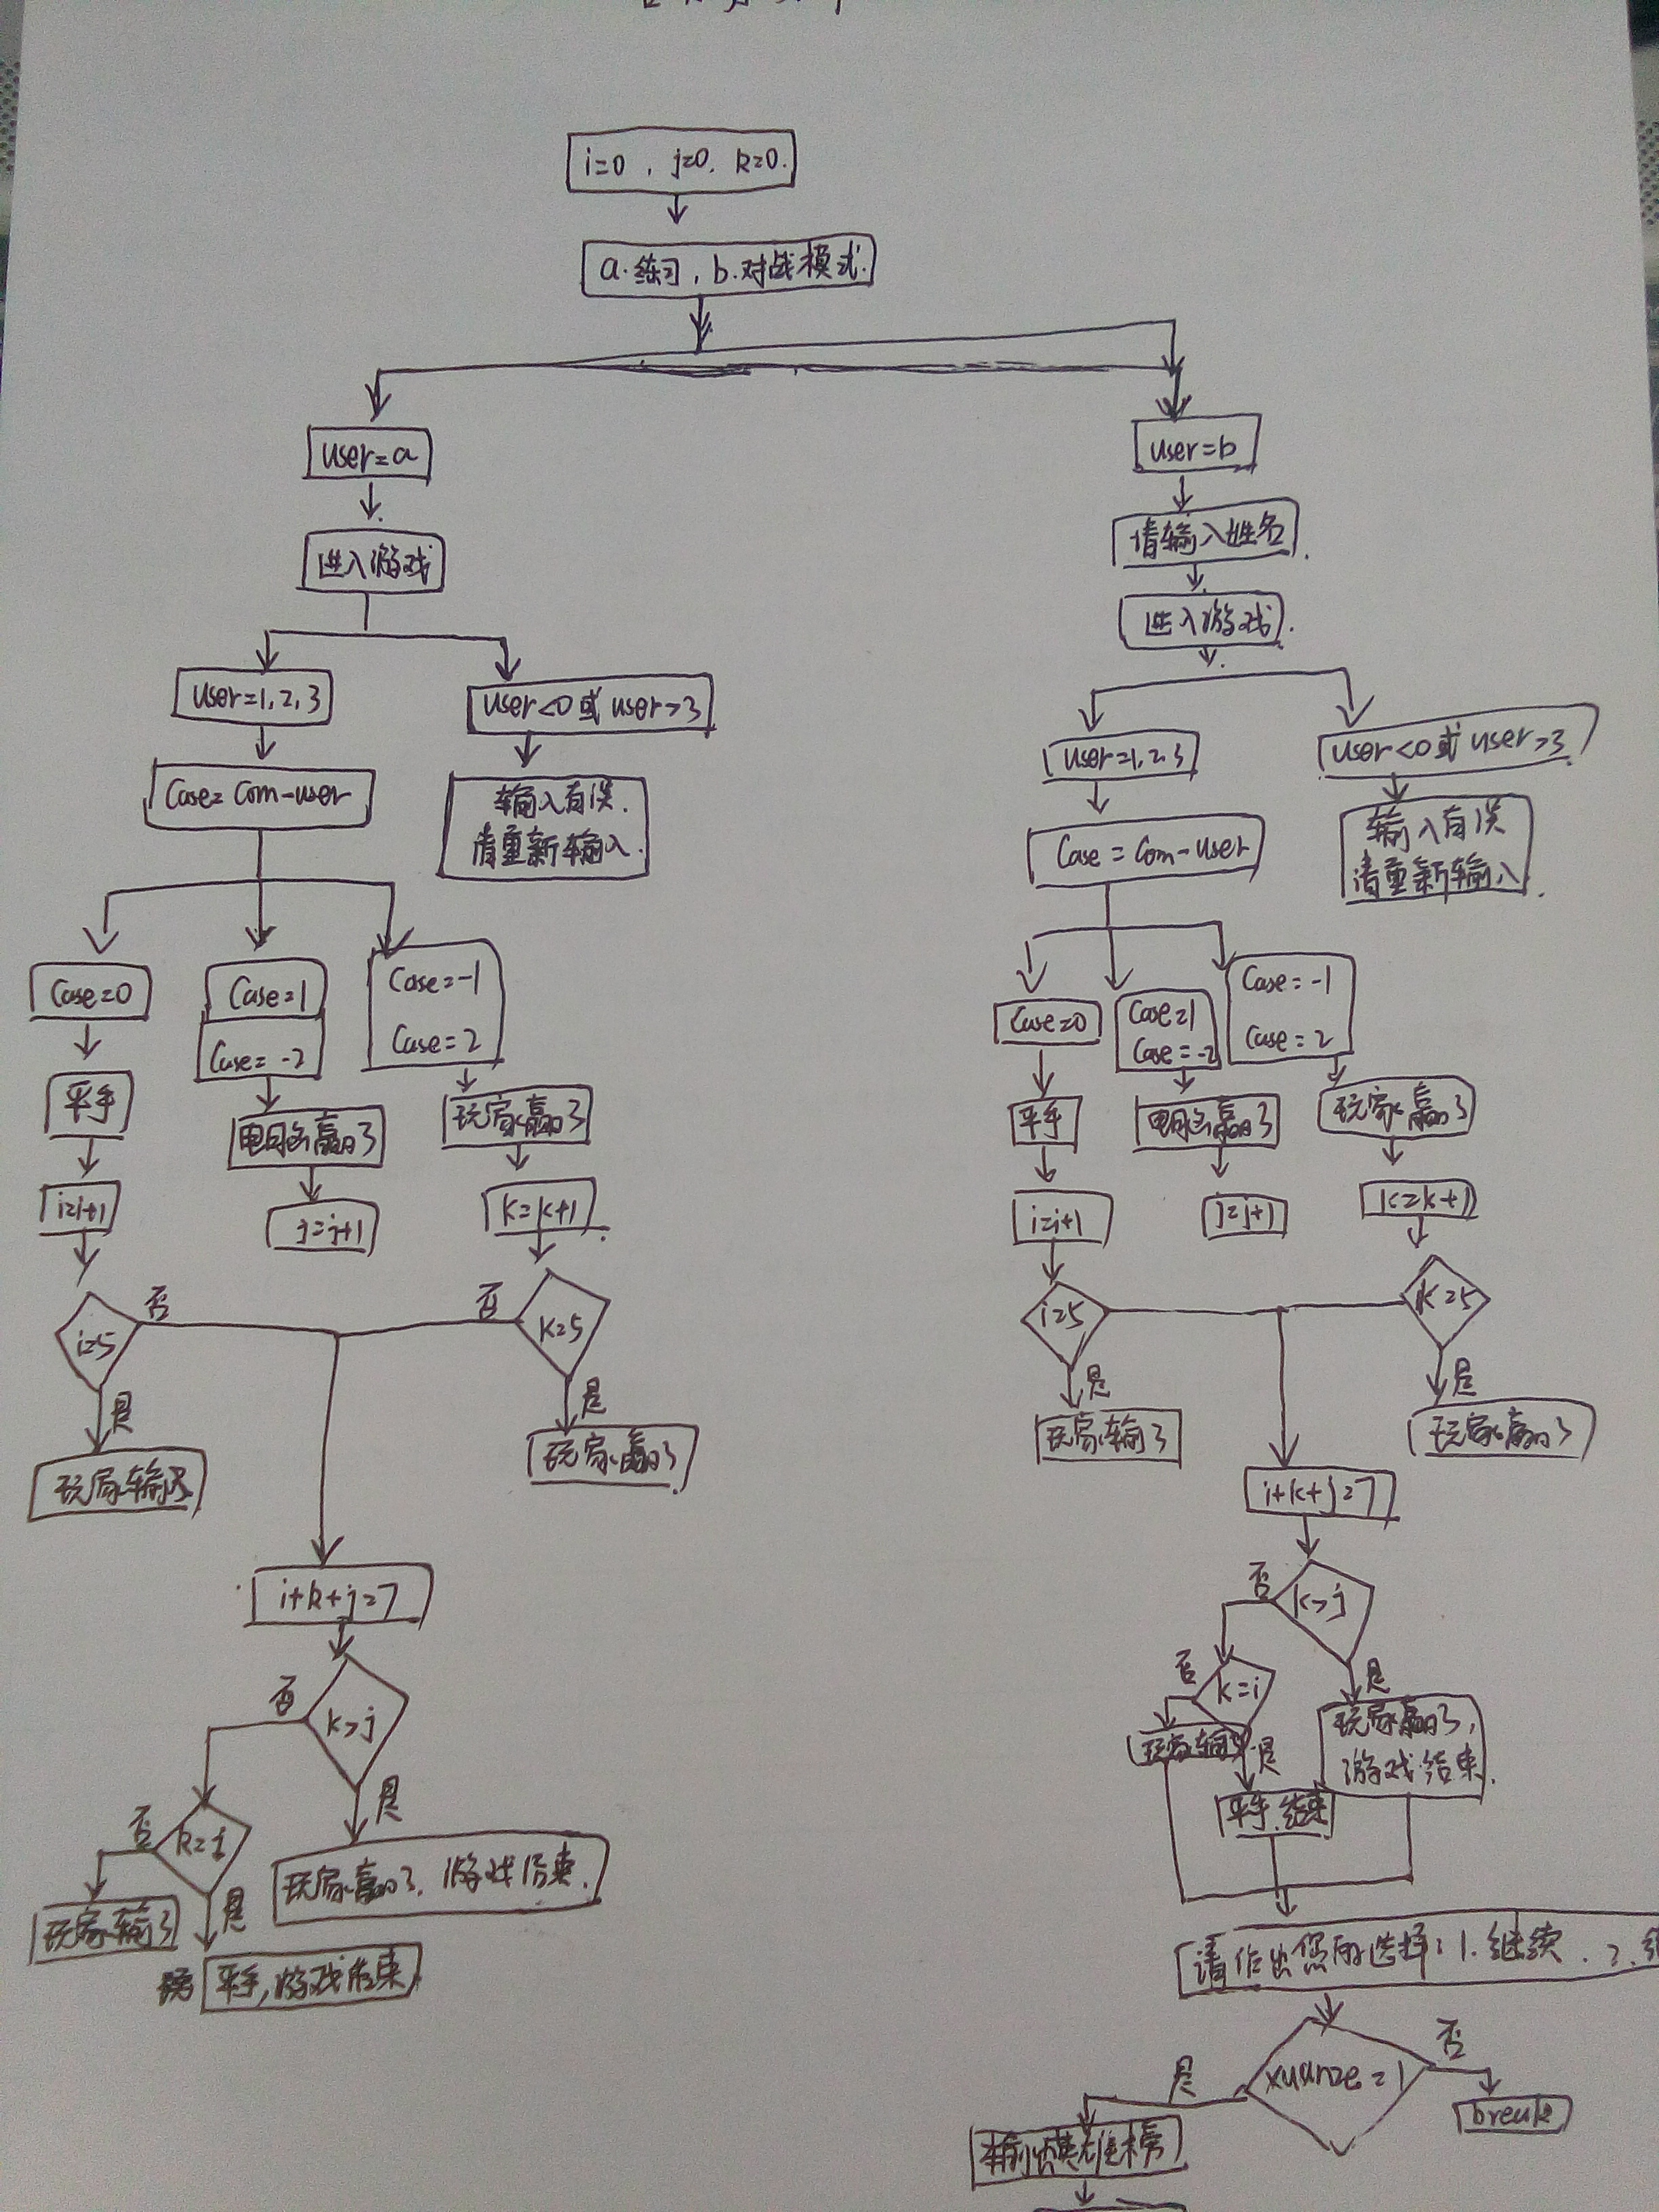 i=0 , j=0, k=0.
a.练习, b.对战模式.
user=a
进入游戏
user=1,2,3
user<0或 user>3
Case= Com-user
输入有误.
请重新输入.
Case=0
Case=1
Case= -2
Case=-1
Case=2
平手
电脑赢了
玩家赢了
i=i+1
j=j+1
k=k+1
i=5
否
是
玩家输了
k=5
否
是
玩家赢了
i+k+j=7
k>j
否
是
k=j
否
是
玩家输了
平手,游戏结束
玩家赢了. 游戏结束.
user=b
请输入姓名.
进入游戏.
user=1,2,3
user<0或 user>3
Case = Com-user
输入有误
请重新输入.
Case=0
Case=1
Case=-2
Case=-1
Case=2
平手
电脑赢了
玩家赢了
i=i+1
j=j+1
k=k+1
i=5
是
玩家输了
k=5
是
玩家赢了
i+k+j=7
k>j
否
是
k=i
否
是
玩家输了
平手.结束
玩家赢了,
游戏结束.
请作出您的选择: 1.继续. 2.
xuanze=1
是
否
break
输出英雄榜